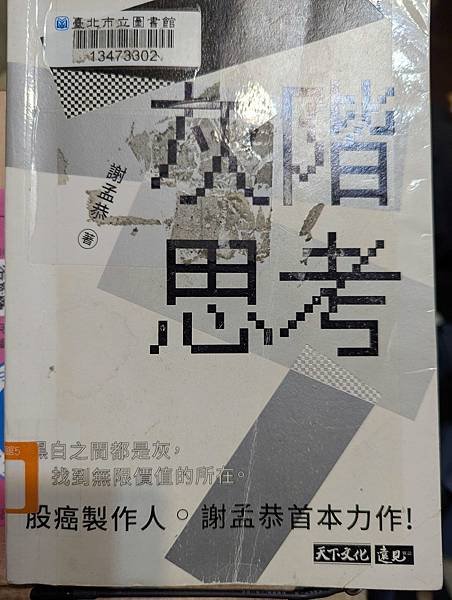 臺北市立圖書館
13473302
灰階
思考
謝孟恭 著
黑白之間都是灰，
找到無限價值的所在。
股癌製作人。謝孟恭首本力作!
天下文化 遠見